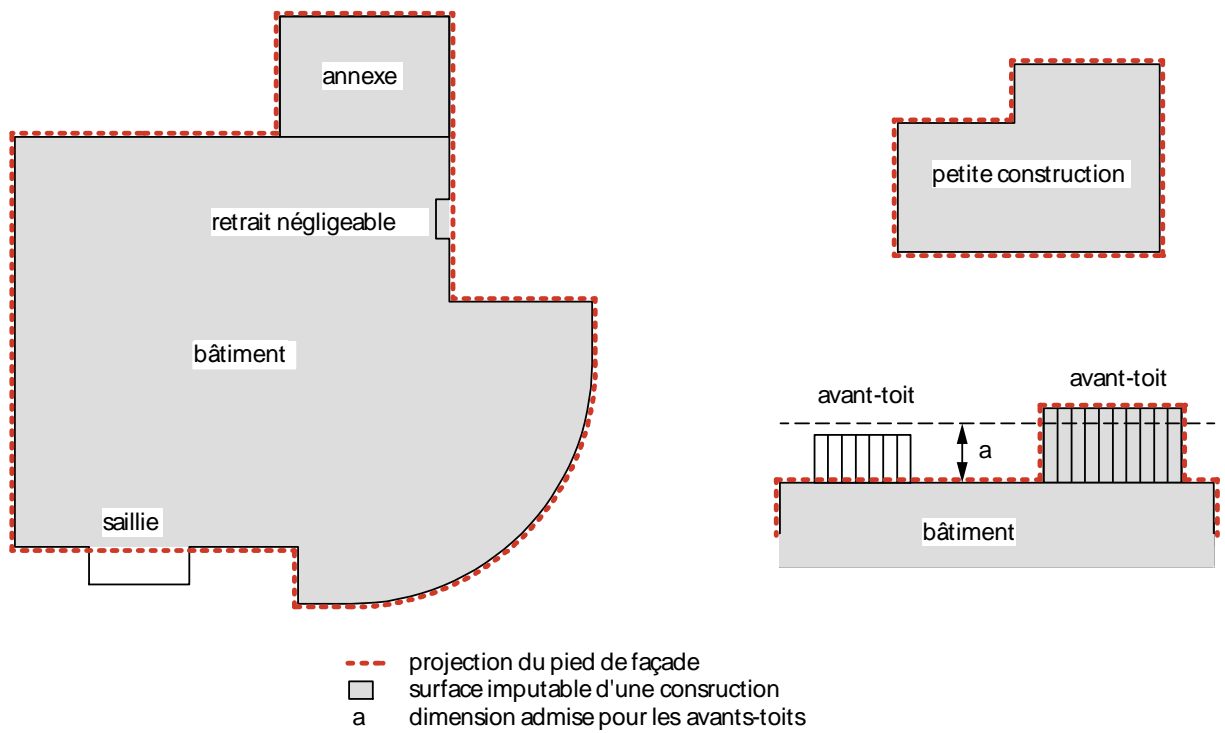 annexe
petite construction
retrait négligeable
bâtiment
avant-toit
avant-toit
a
saillie
bâtiment
projection du pied de façade
surface imputable d'une consruction
a dimension admise pour les avants-toits